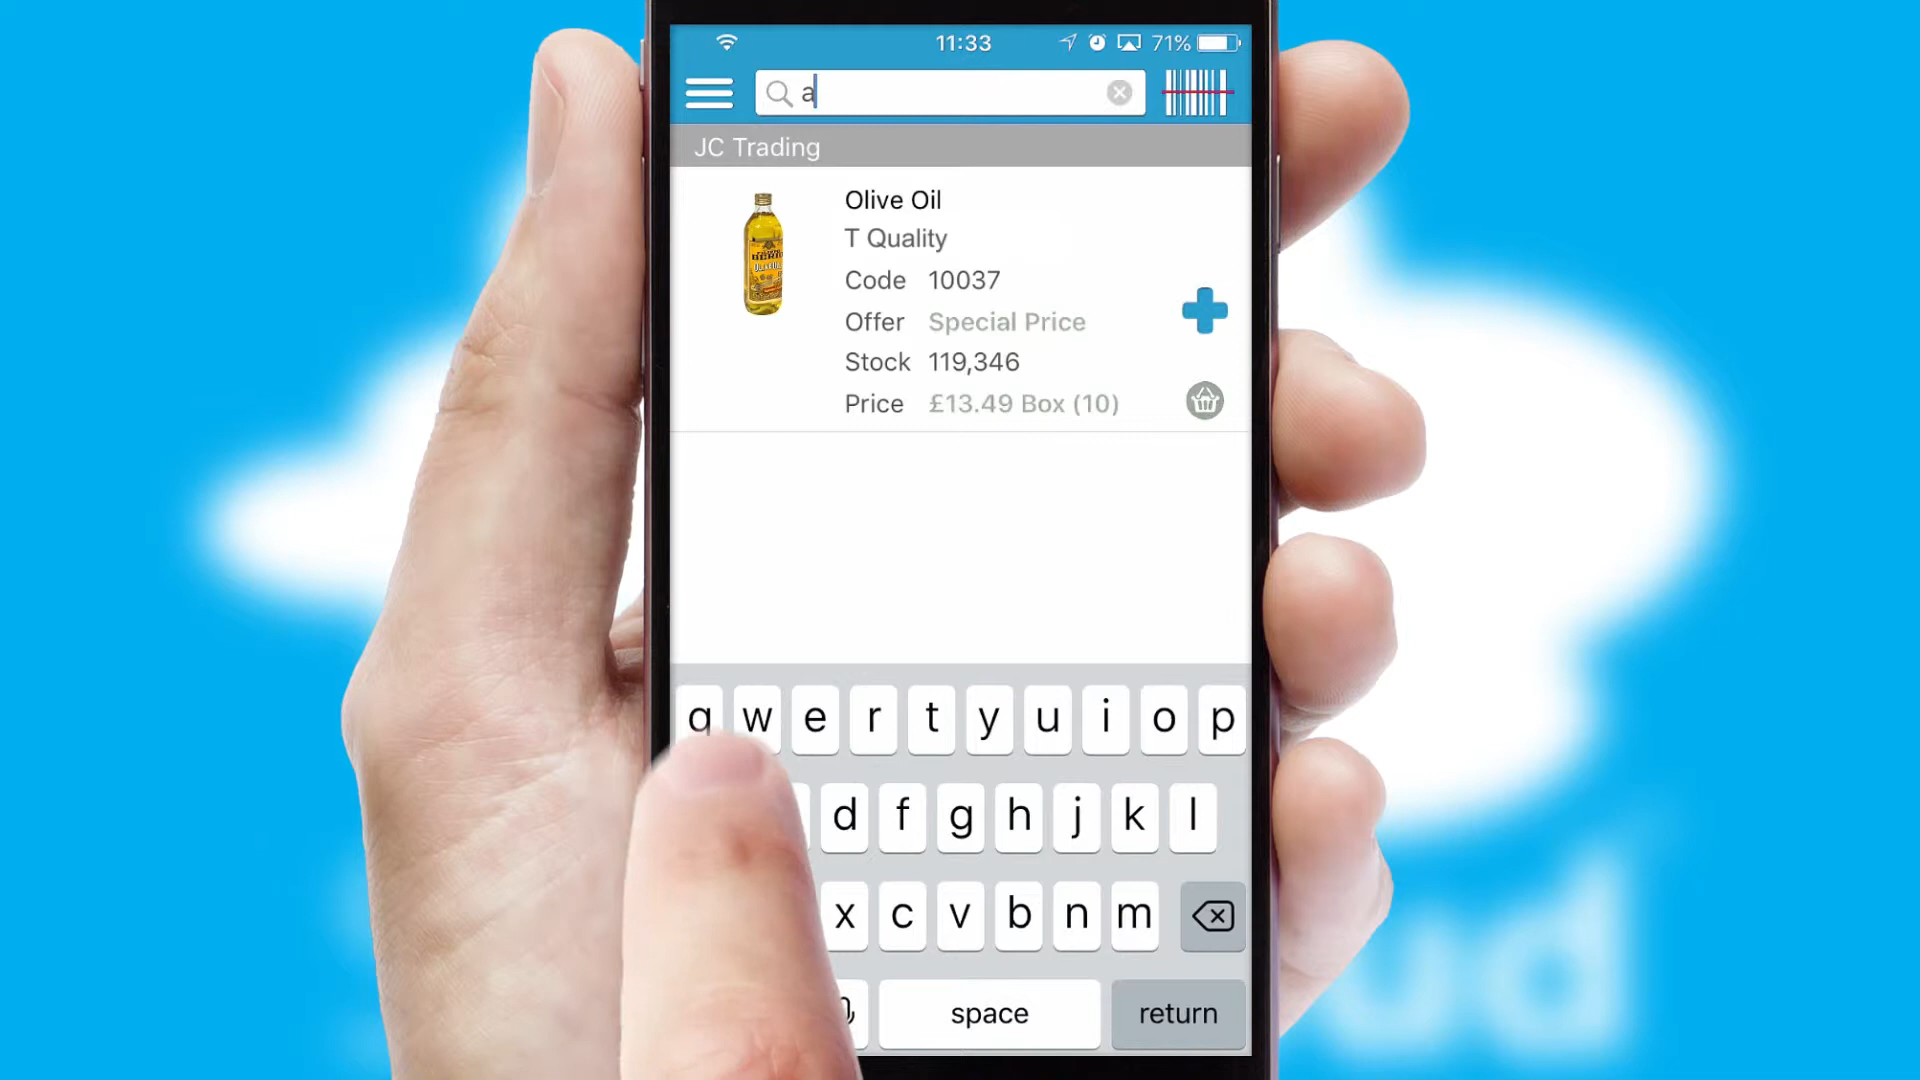 11:33 71%
a
JC Trading
Olive Oil
T Quality
Code 10037
Offer Special Price
Stock 119,346
Price £13.49 Box (10)
q w e r t y u i o p
d f g h j k l
x c v b n m
space return